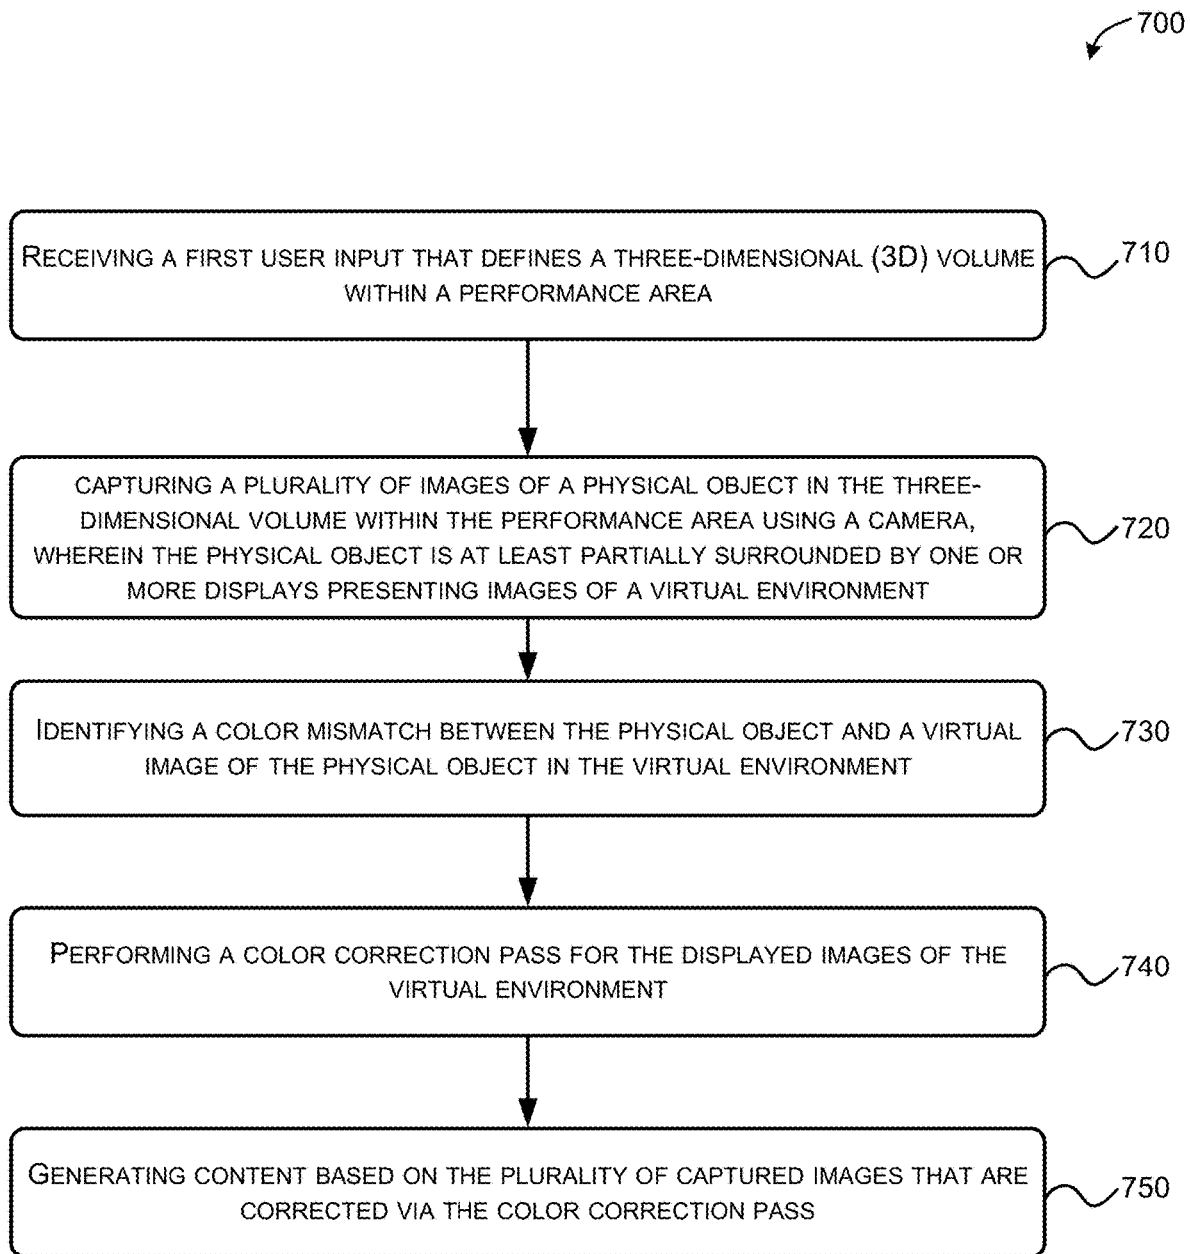 700
RECEIVING A FIRST USER INPUT THAT DEFINES A THREE-DIMENSIONAL (3D) VOLUME
WITHIN A PERFORMANCE AREA
710
CAPTURING A PLURALITY OF IMAGES OF A PHYSICAL OBJECT IN THE THREE-
DIMENSIONAL VOLUME WITHIN THE PERFORMANCE AREA USING A CAMERA,
WHEREIN THE PHYSICAL OBJECT IS AT LEAST PARTIALLY SURROUNDED BY ONE OR
MORE DISPLAYS PRESENTING IMAGES OF A VIRTUAL ENVIRONMENT
720
IDENTIFYING A COLOR MISMATCH BETWEEN THE PHYSICAL OBJECT AND A VIRTUAL
IMAGE OF THE PHYSICAL OBJECT IN THE VIRTUAL ENVIRONMENT
730
PERFORMING A COLOR CORRECTION PASS FOR THE DISPLAYED IMAGES OF THE
VIRTUAL ENVIRONMENT
740
GENERATING CONTENT BASED ON THE PLURALITY OF CAPTURED IMAGES THAT ARE
CORRECTED VIA THE COLOR CORRECTION PASS
750